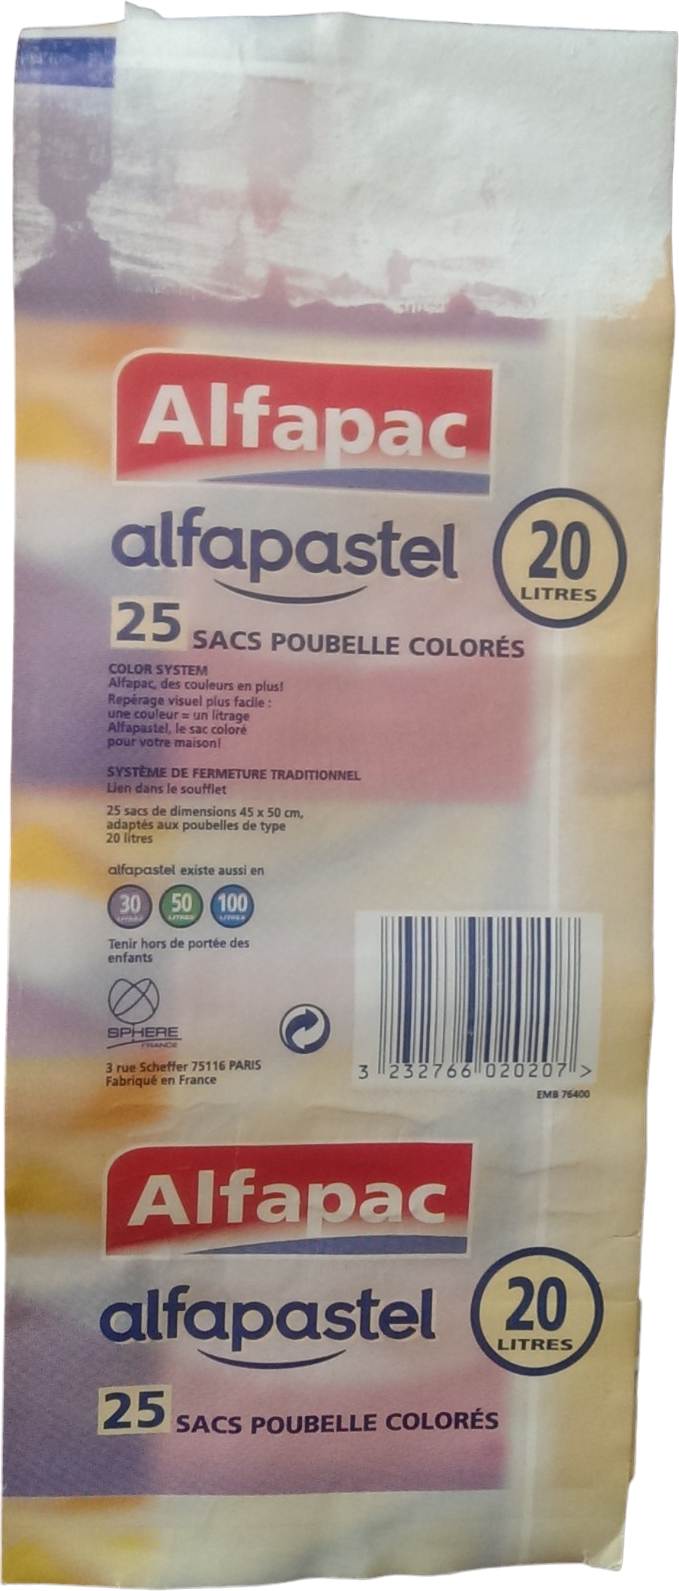 Alfapac
alfapastel
20
LITRES
25 SACS POUBELLE COLORÉS
COLOR SYSTEM
Alfapac, des couleurs en plus!
Repérage visuel plus facile :
une couleur = un litrage
Alfapastel, le sac coloré
pour votre maison!
SYSTÈME DE FERMETURE TRADITIONNEL
Lien dans le soufflet
25 sacs de dimensions 45 x 50 cm,
adaptés aux poubelles de type
20 litres
alfapastel existe aussi en
30 50 100
LITRES LITRES LITRES
Tenir hors de portée des
enfants
SPHERE
FRANCE
3 rue Scheffer 75116 PARIS
Fabriqué en France
3 232766 020207 >
EMB 76400
Alfapac
alfapastel
20
LITRES
25 SACS POUBELLE COLORÉS